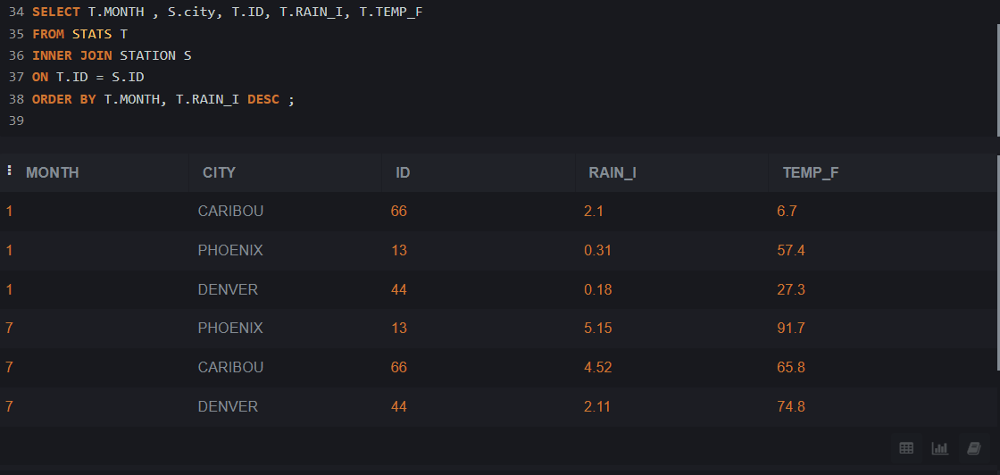 34 SELECT T.MONTH , S.city, T.ID, T.RAIN_I, T.TEMP_F
35 FROM STATS T
36 INNER JOIN STATION S
37 ON T.ID = S.ID
38 ORDER BY T.MONTH, T.RAIN_I DESC ;
39
MONTH CITY ID RAIN_I TEMP_F
1 CARIBOU 66 2.1 6.7
1 PHOENIX 13 0.31 57.4
1 DENVER 44 0.18 27.3
7 PHOENIX 13 5.15 91.7
7 CARIBOU 66 4.52 65.8
7 DENVER 44 2.11 74.8